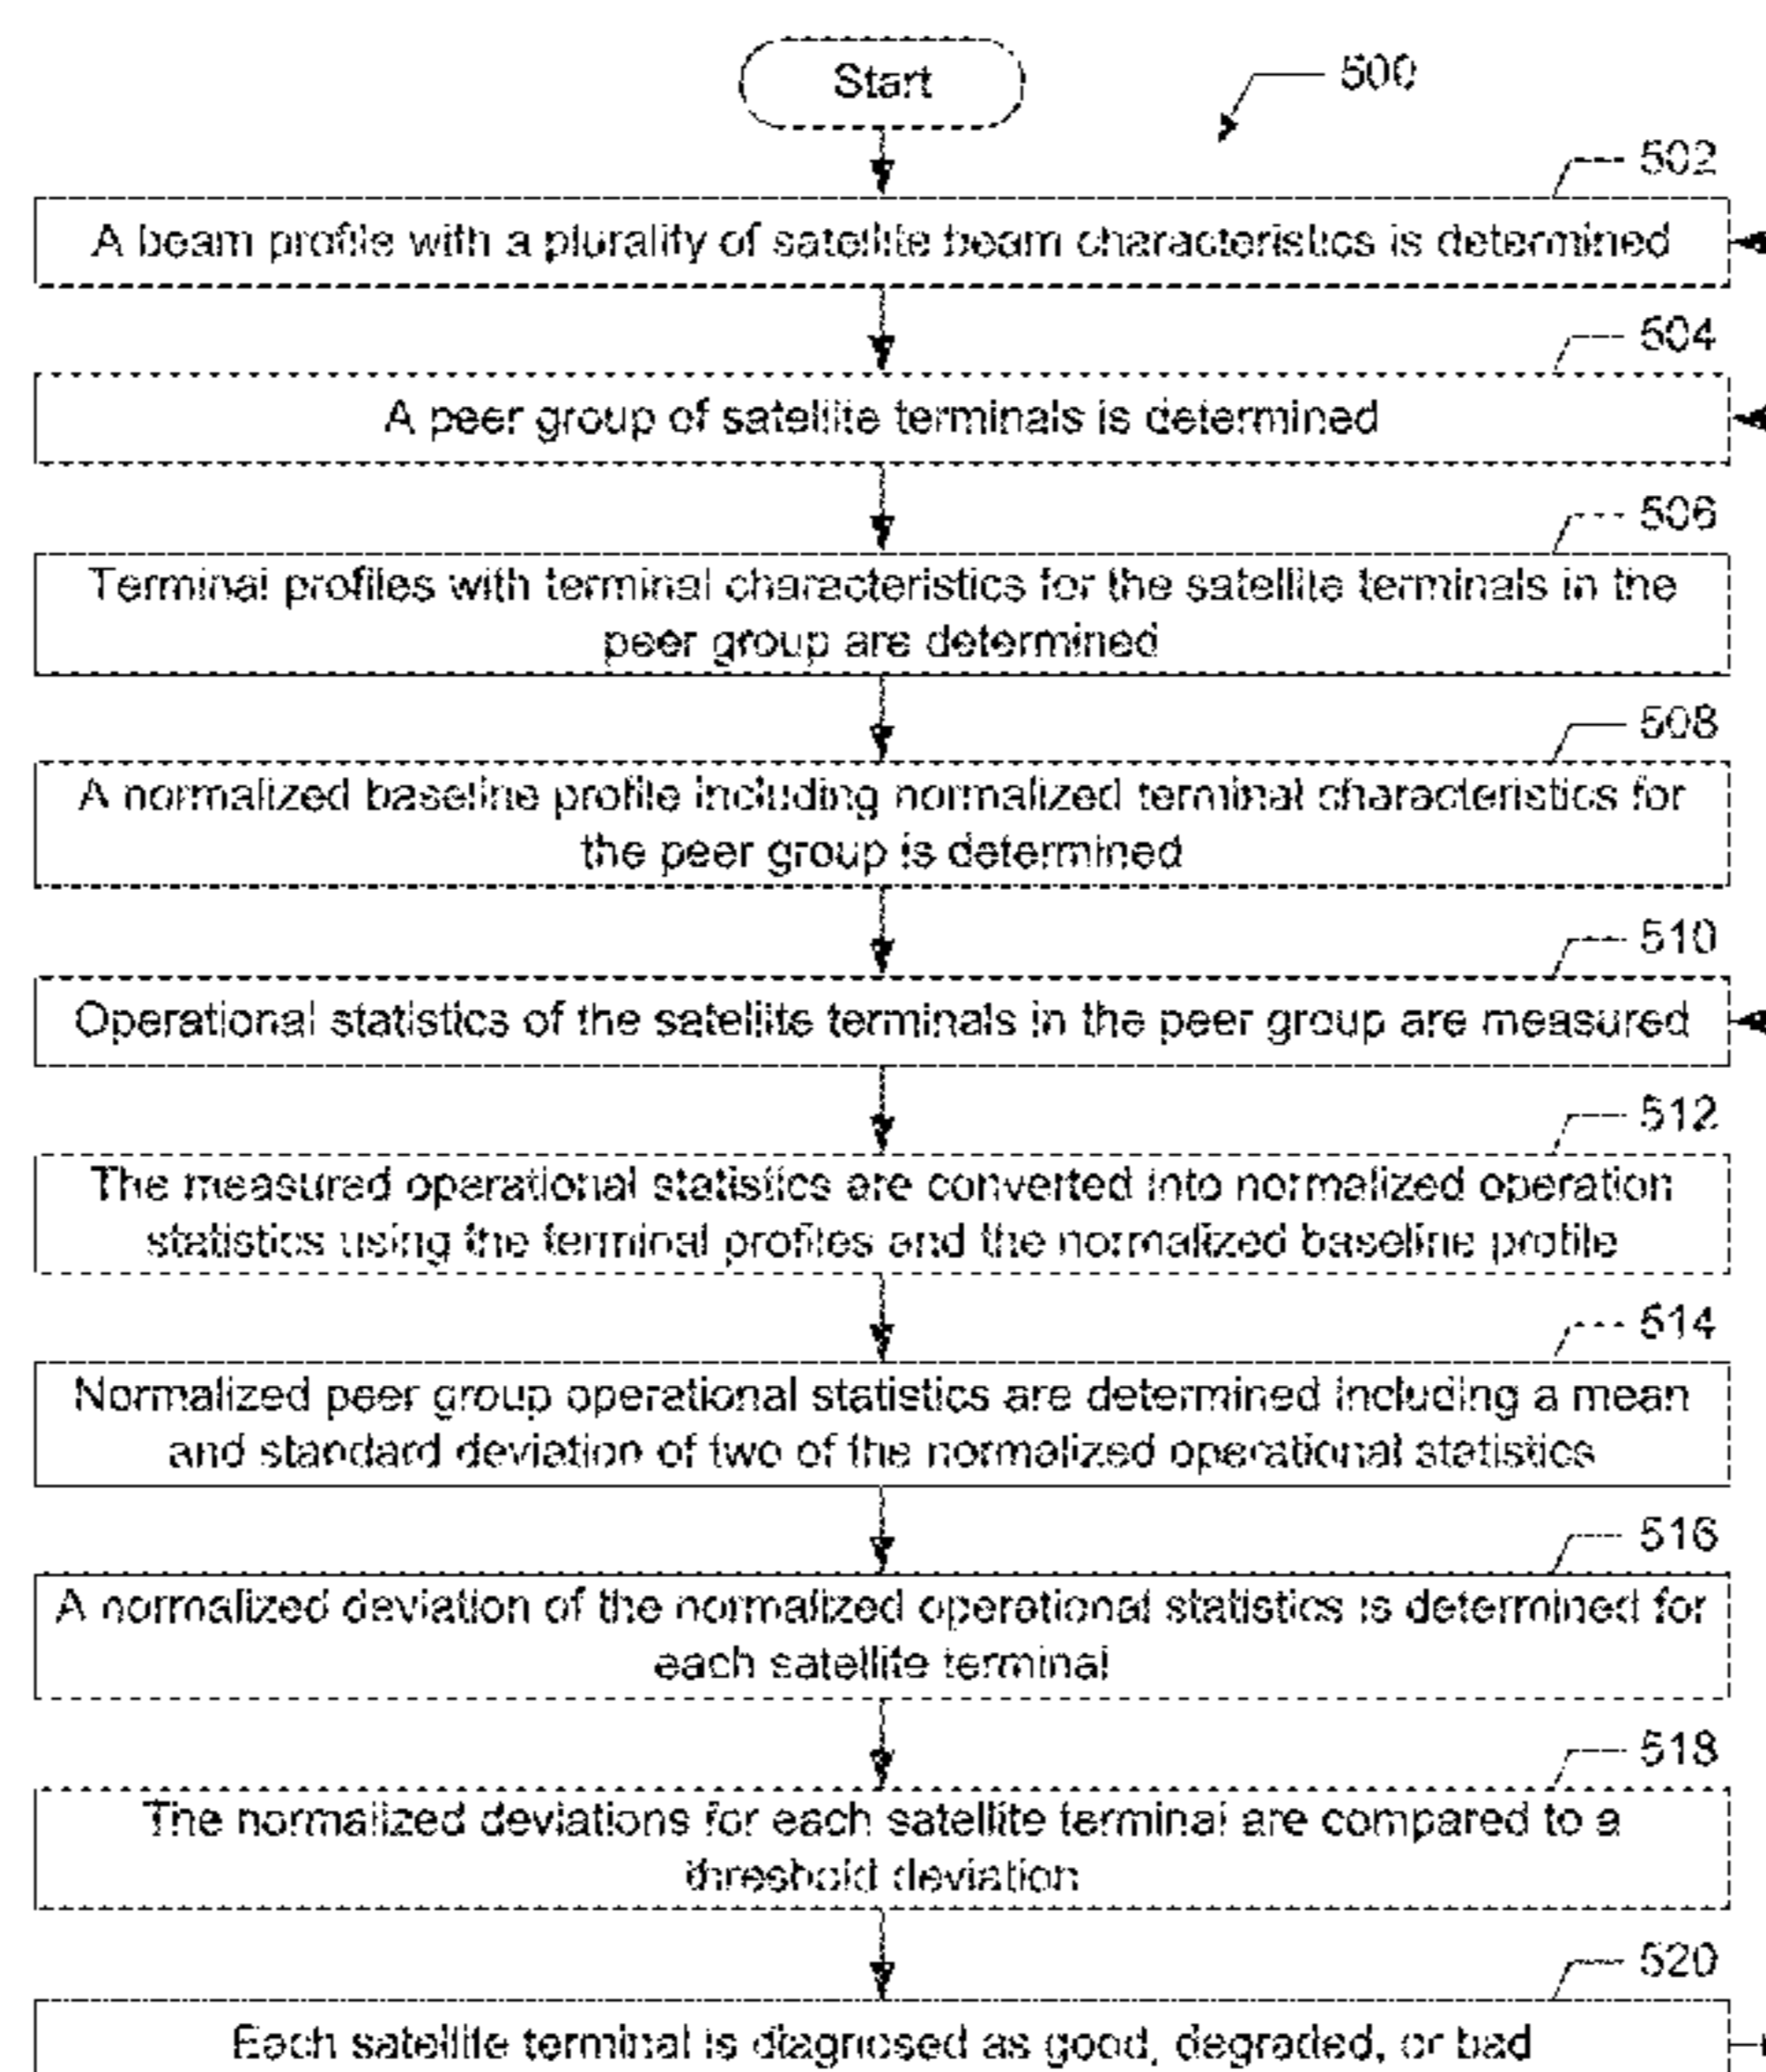 Start
500
502
A beam profile with a plurality of satellite beam characteristics is determined
504
A peer group of satellite terminals is determined
506
Terminal profiles with terminal characteristics for the satellite terminals in the
peer group are determined
508
A normalized baseline profile including normalized terminal characteristics for
the peer group is determined
510
Operational statistics of the satellite terminals in the peer group are measured
512
The measured operational statistics are converted into normalized operation
statistics using the terminal profiles and the normalized baseline profile
514
Normalized peer group operational statistics are determined including a mean
and standard deviation of two of the normalized operational statistics
516
A normalized deviation of the normalized operational statistics is determined for
each satellite terminal
518
The normalized deviations for each satellite terminal are compared to a
threshold deviation
520
Each satellite terminal is diagnosed as good, degraded, or bad